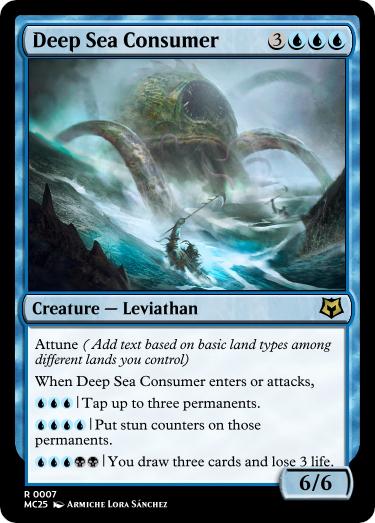 Deep Sea Consumer 3
Creature — Leviathan
Attune ( Add text based on basic land types among
different lands you control)
When Deep Sea Consumer enters or attacks,
|Tap up to three permanents.
|Put stun counters on those
permanents.
|You draw three cards and lose 3 life.
6/6
R 0007
MC25 Armiche Lora Sánchez